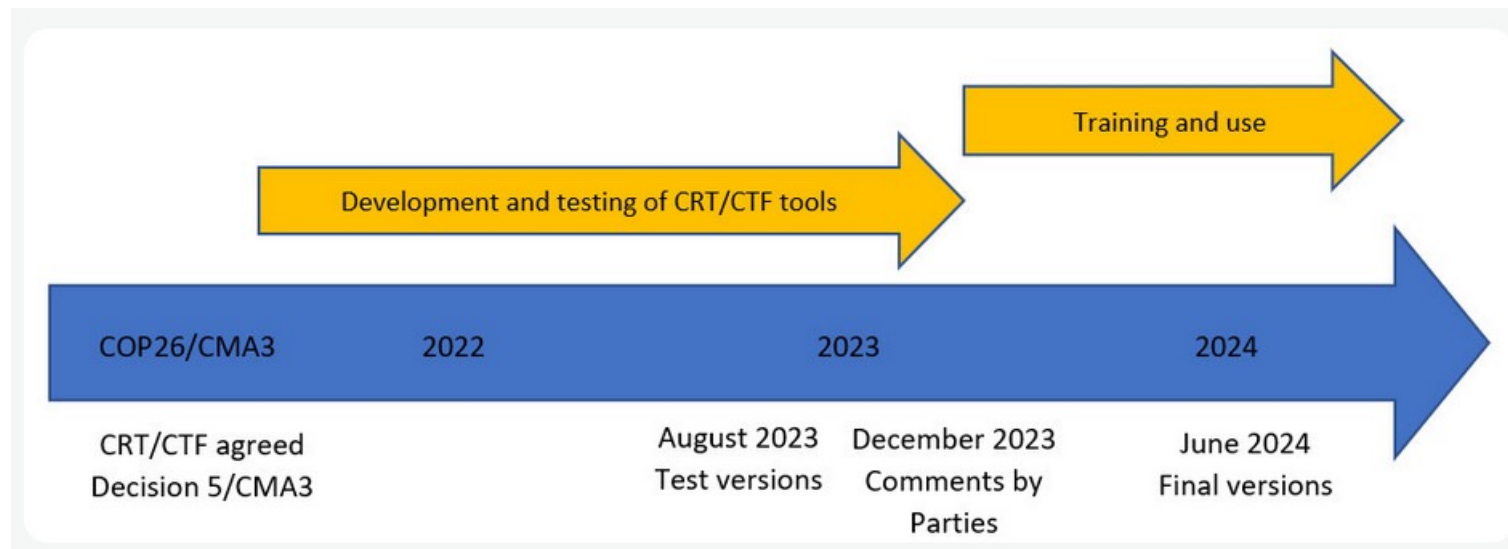 Training and use
Development and testing of CRT/CTF tools
COP26/CMA3
2022
2023
2024
CRT/CTF agreed
Decision 5/CMA3
August 2023
Test versions
December 2023
Comments by
Parties
June 2024
Final versions